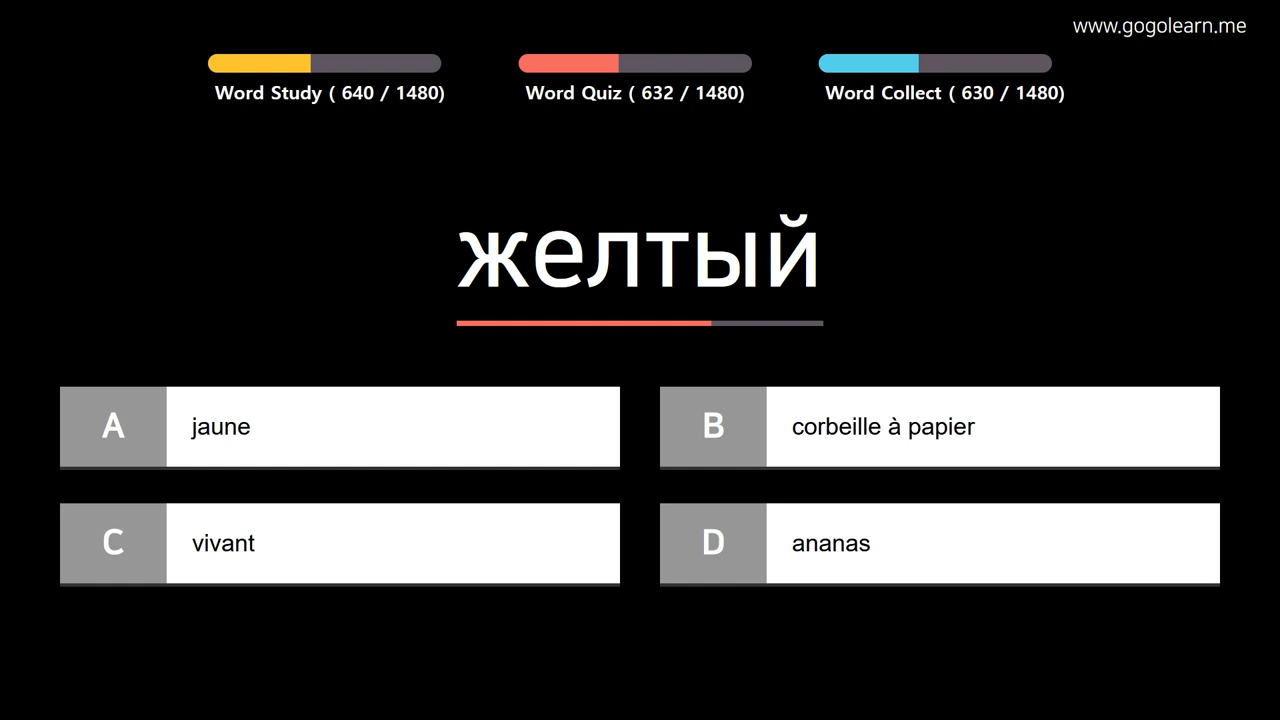 www.gogolearn.me
Word Study ( 640 / 1480)
Word Quiz ( 632 / 1480)
Word Collect ( 630 / 1480)
желтый
A jaune
B corbeille à papier
C vivant
D ananas